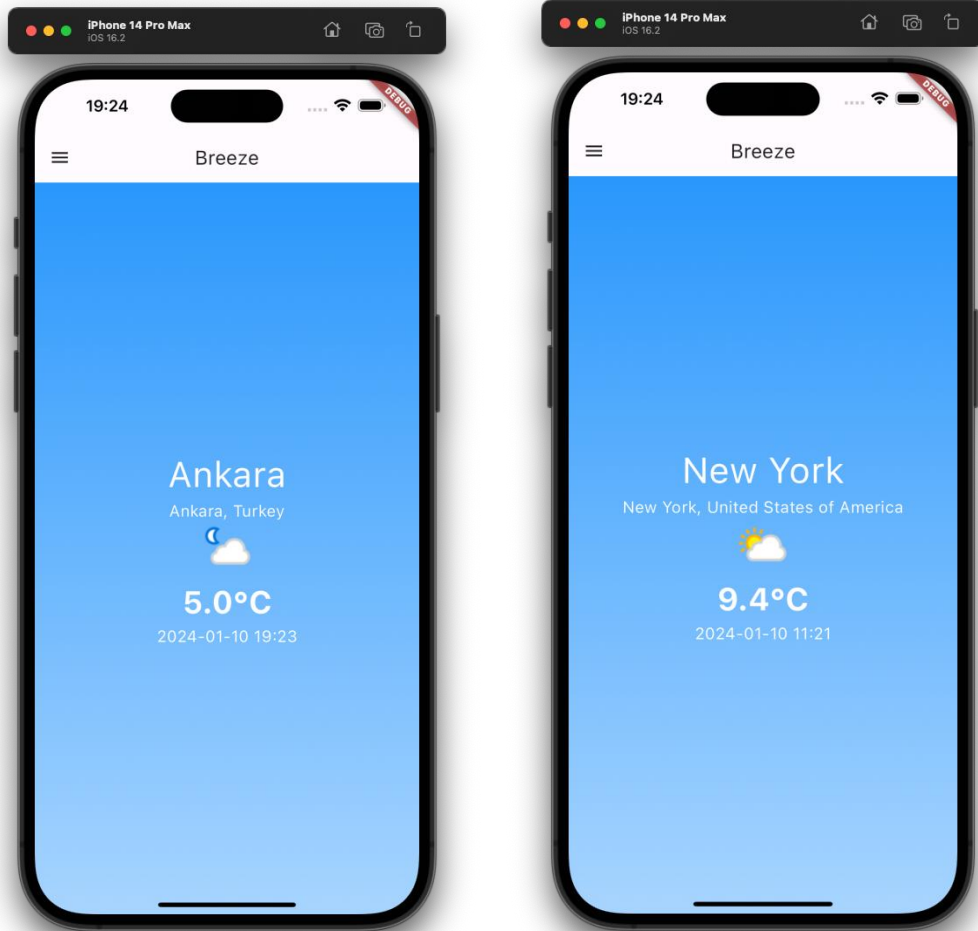 iPhone 14 Pro Max
iOS 16.2
19:24
DEBUG
Breeze
Ankara
Ankara, Turkey
5.0°C
2024-01-10 19:23
iPhone 14 Pro Max
iOS 16.2
19:24
DEBUG
Breeze
New York
New York, United States of America
9.4°C
2024-01-10 11:21